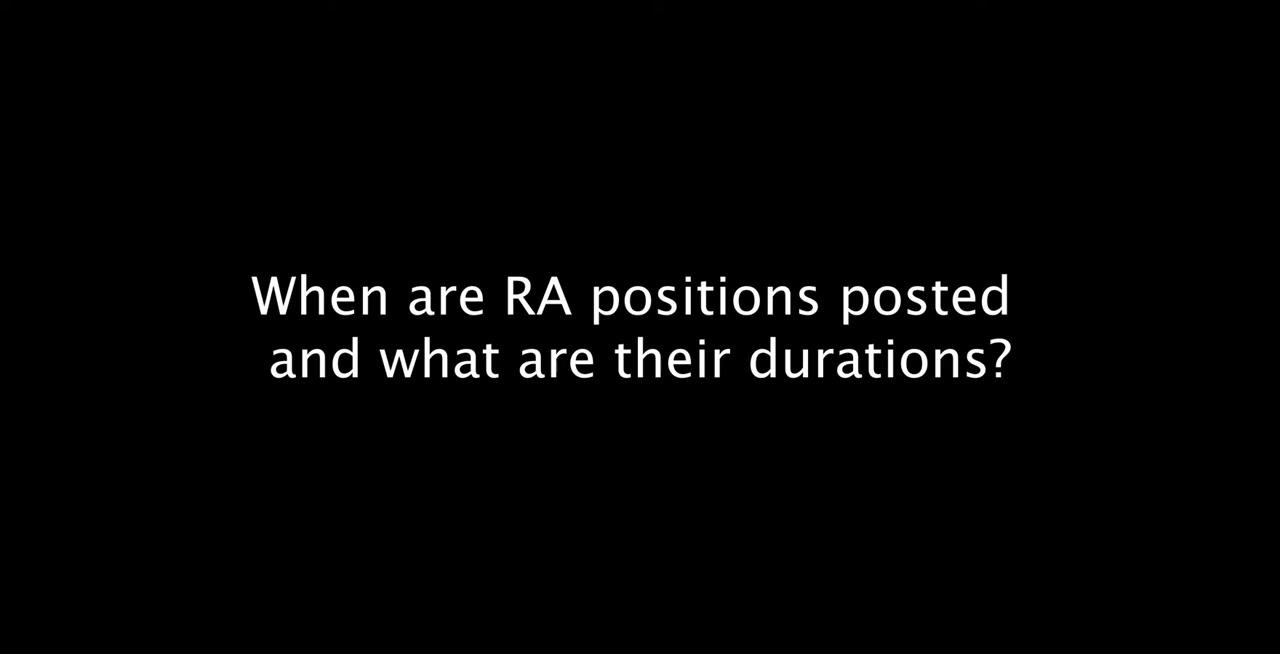 When are RA positions posted
and what are their durations?